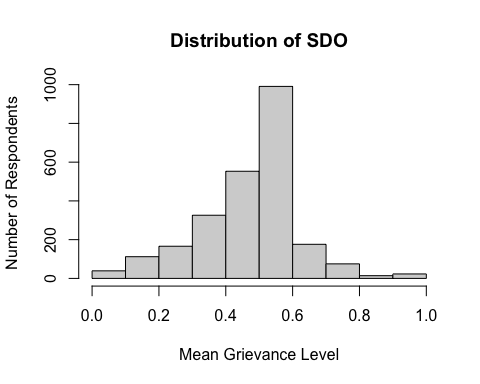 Distribution of SDO
Number of Respondents
1000
600
200
0
0.0 0.2 0.4 0.6 0.8 1.0
Mean Grievance Level